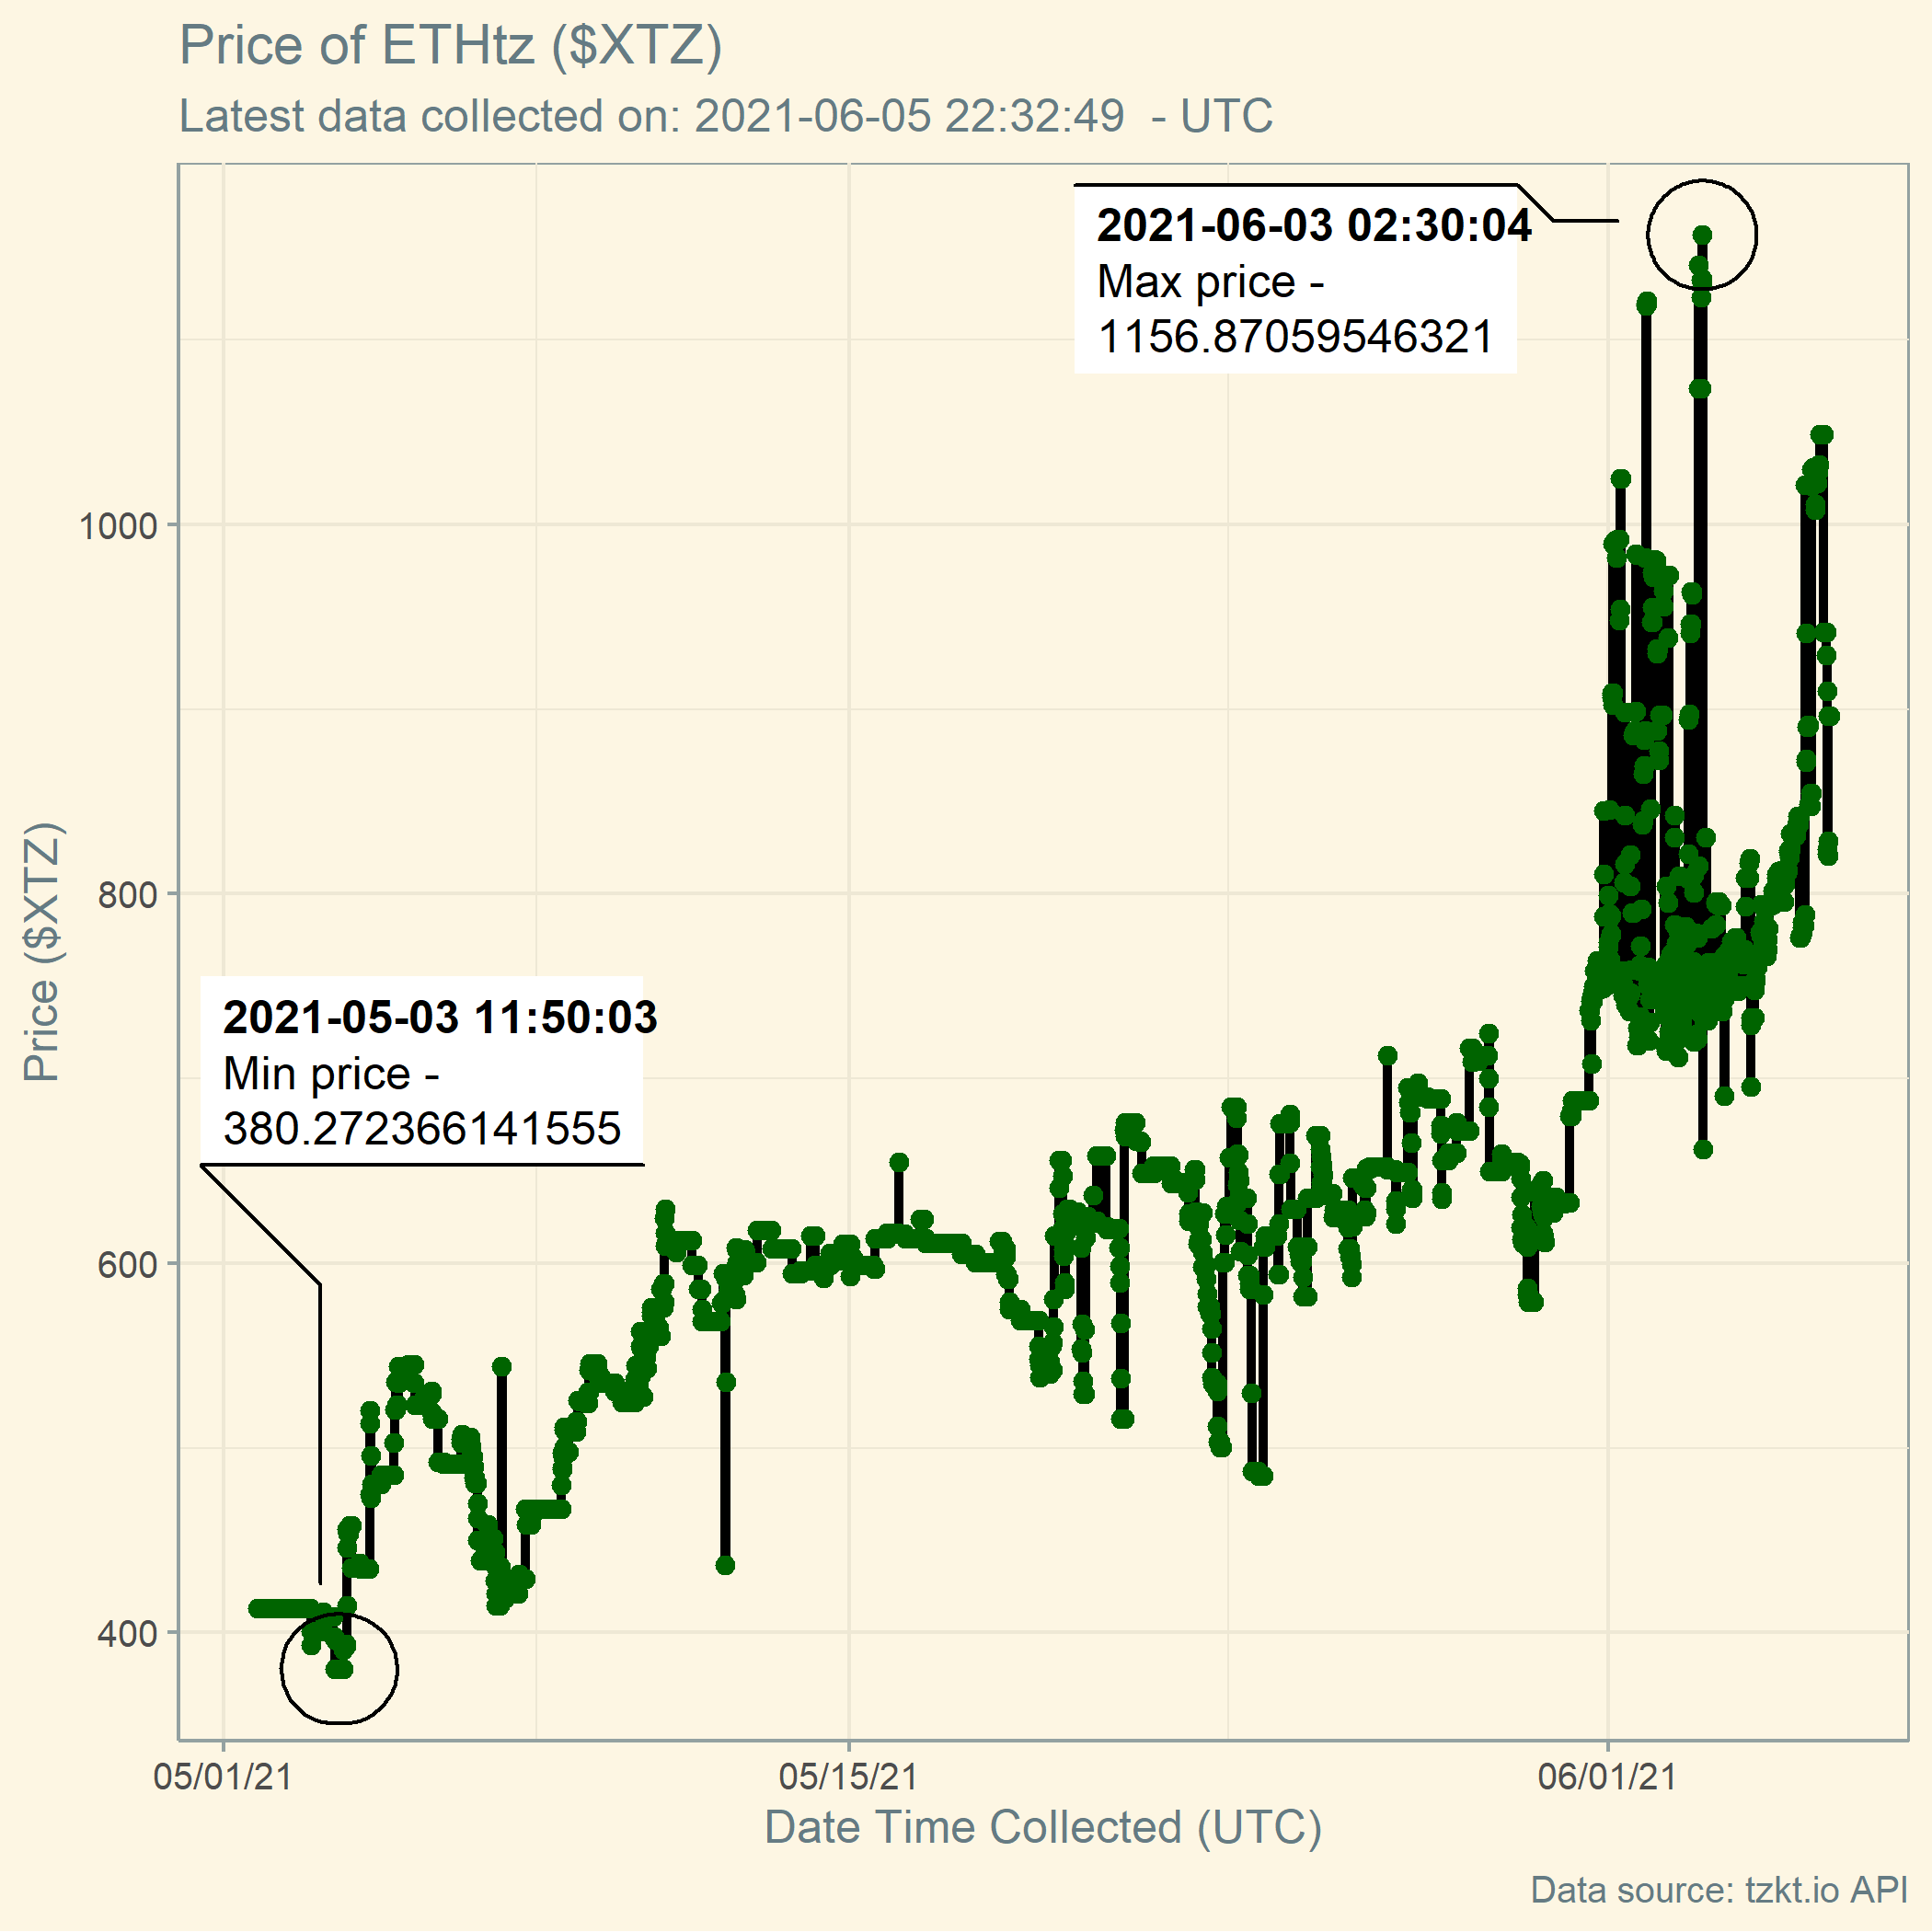 Price of ETHtz ($XTZ)
Latest data collected on: 2021-06-05 22:32:49  - UTC
2021-06-03 02:30:04
Max price -
1156.87059546321
1000
800
600
400
Price ($XTZ)
2021-05-03 11:50:03
Min price -
380.272366141555
05/01/21
05/15/21
06/01/21
Date Time Collected (UTC)
Data source: tzkt.io API